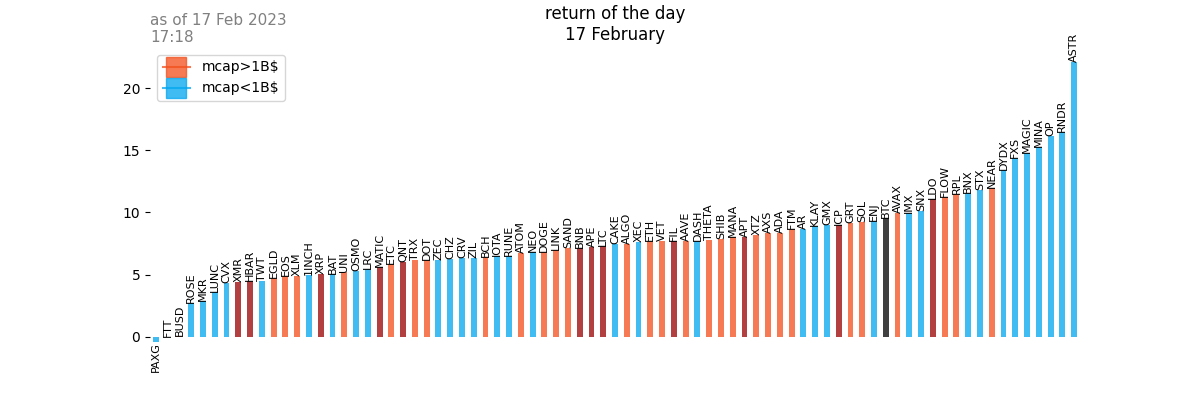 as of 17 Feb 2023
17:18
return of the day
17 February
mcap>1B$
mcap<1B$
20
15
10
5
0
PAXG
FTT
BUSD
ROSE
MKR
LUNC
CVX
XMR
HBAR
TWT
EGLD
EOS
XLM
1INCH
XRP
BAT
UNI
OSMO
LRC
MATIC
ETC
QNT
TRX
DOT
ZEC
CHZ
CRV
ZIL
BCH
IOTA
RUNE
ATOM
NEO
DOGE
LINK
SAND
BNB
APE
LTC
CAKE
ALGO
XEC
ETH
VET
FIL
AAVE
DASH
THETA
SHIB
MANA
APT
XTZ
AXS
ADA
FTM
AR
KLAY
GMX
ICP
GRT
SOL
ENJ
BTC
AVAX
IMX
SNX
LDO
FLOW
RPL
BNX
STX
NEAR
DYDX
FXS
MAGIC
MINA
OP
RNDR
ASTR